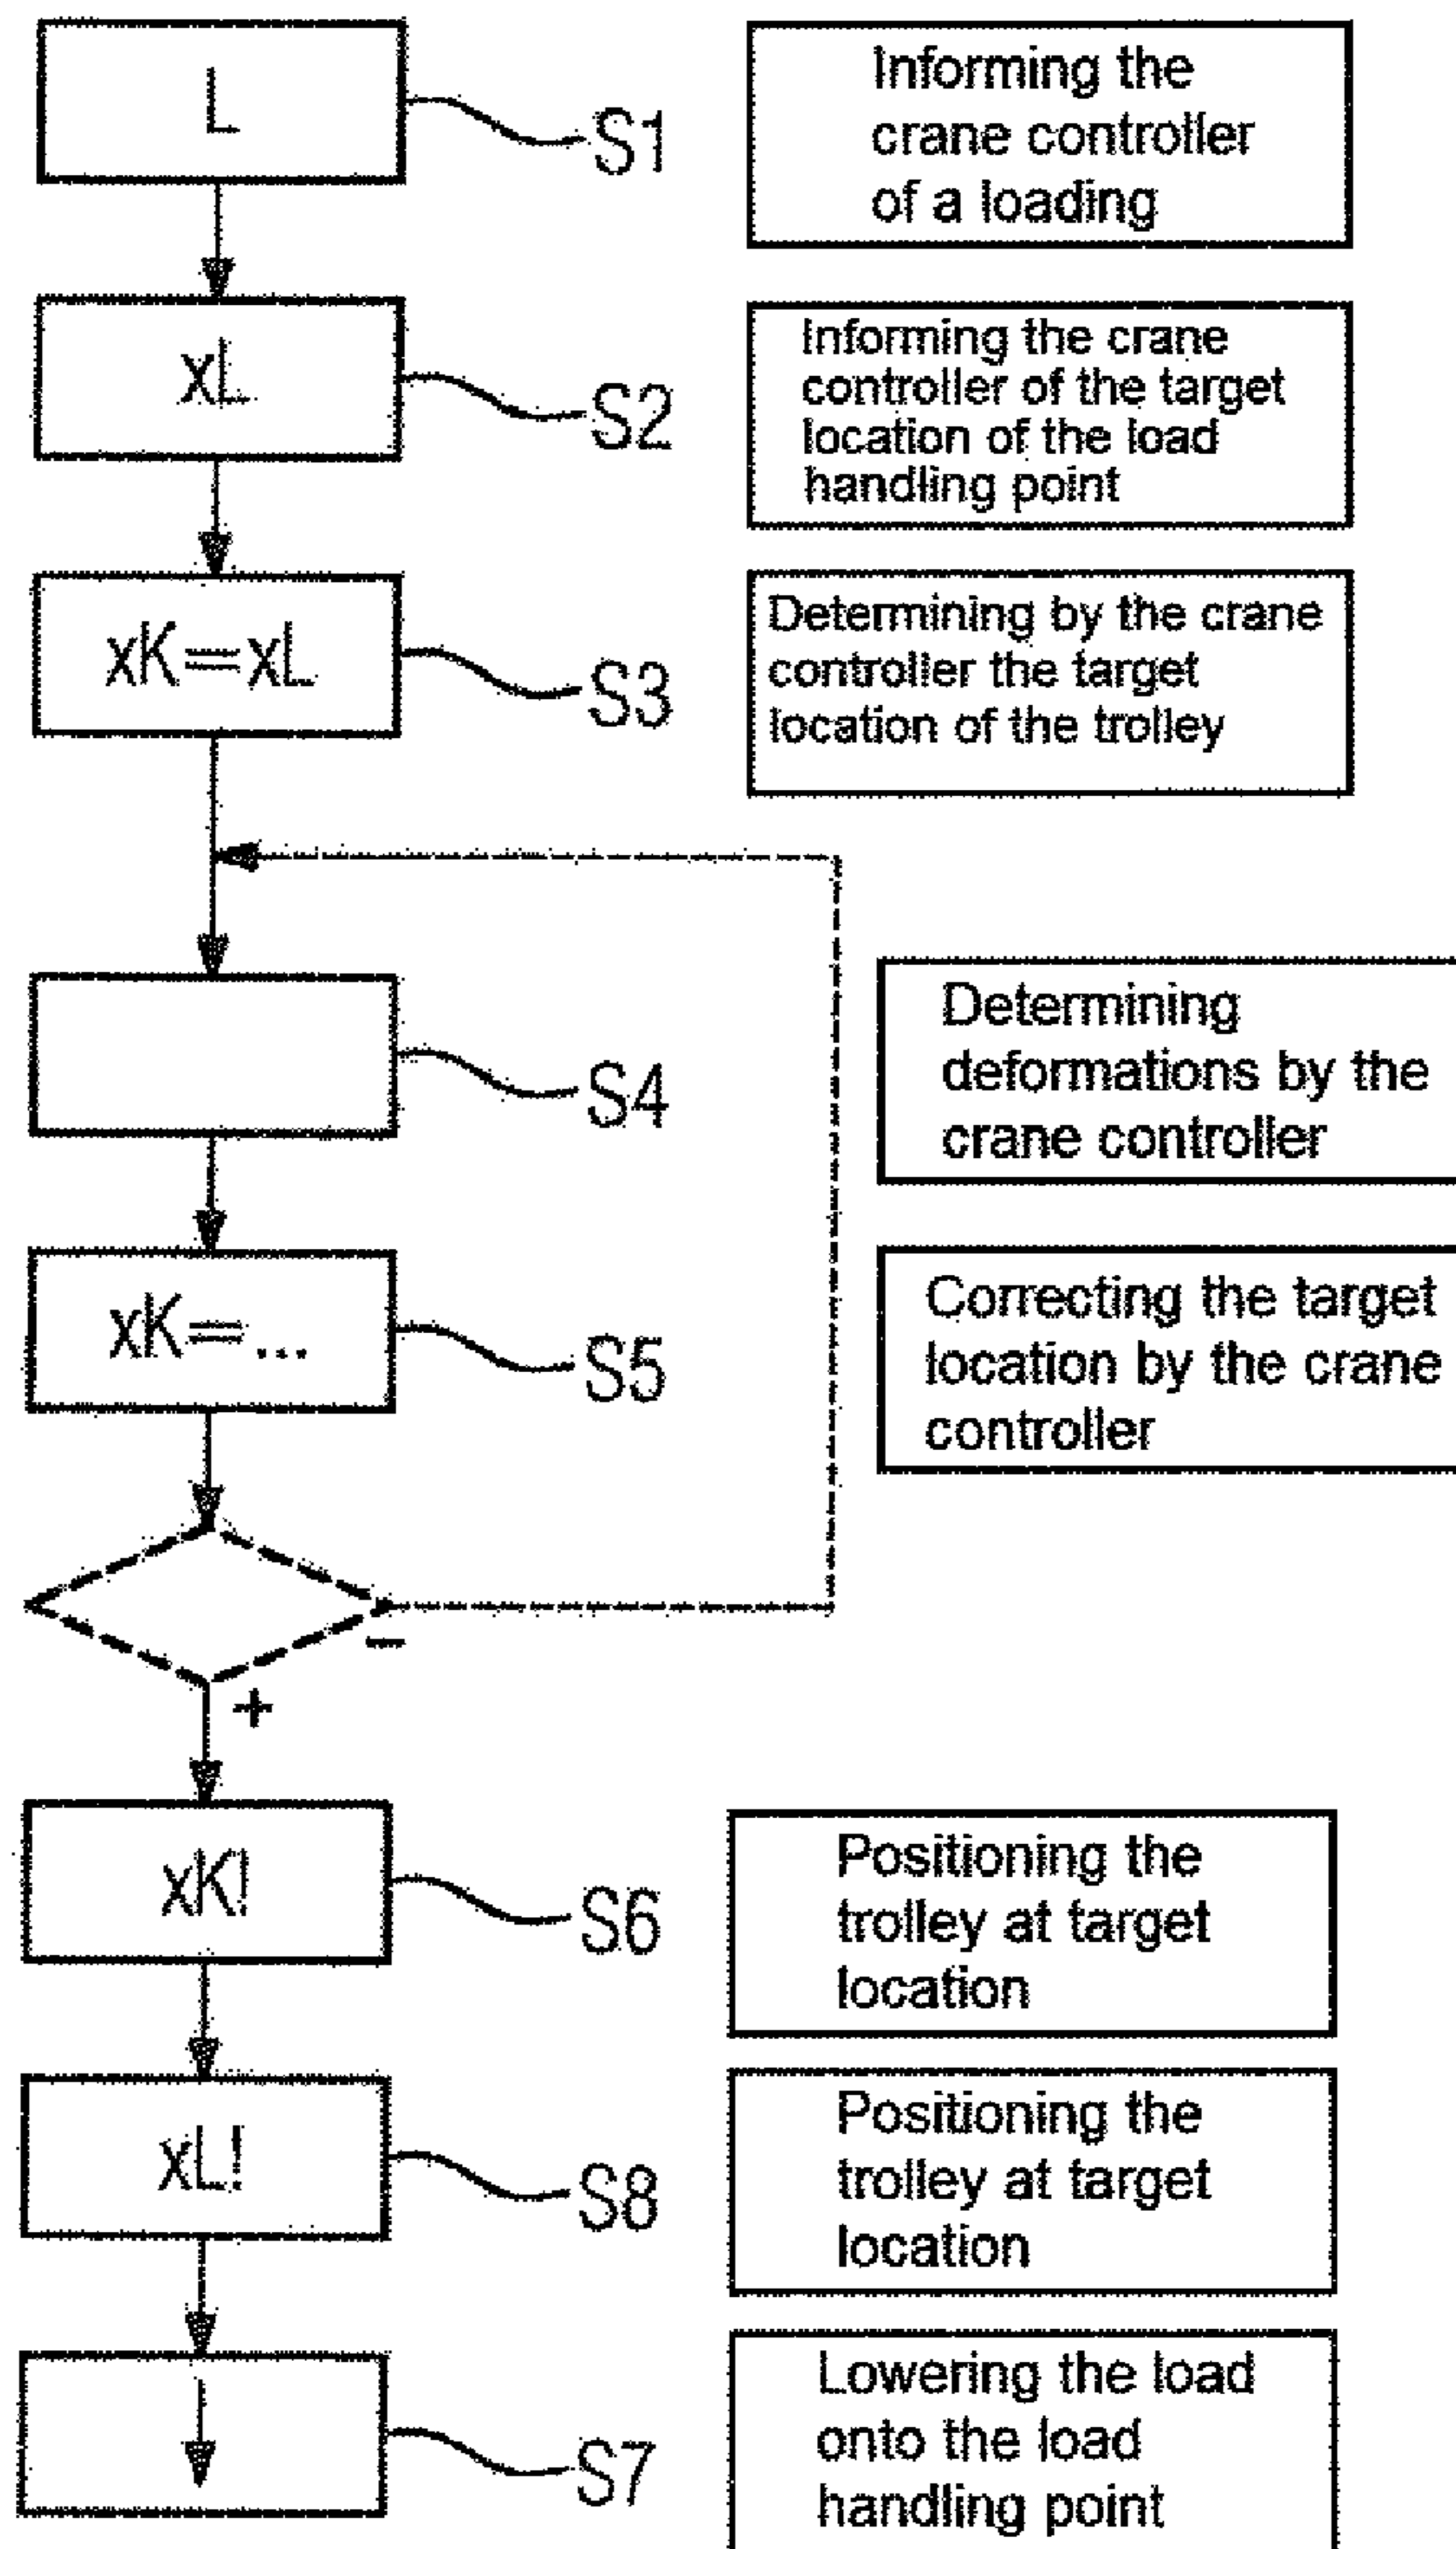 L
S1
Informing the
crane controller
of a loading
xL
S2
Informing the crane
controller of the target
location of the load
handling point
xK=xL
S3
Determining by the crane
controller the target
location of the trolley
S4
Determining
deformations by the
crane controller
xK=...
S5
Correcting the target
location by the crane
controller
−
+
xK!
S6
Positioning the
trolley at target
location
xL!
S8
Positioning the
trolley at target
location
S7
Lowering the load
onto the load
handling point